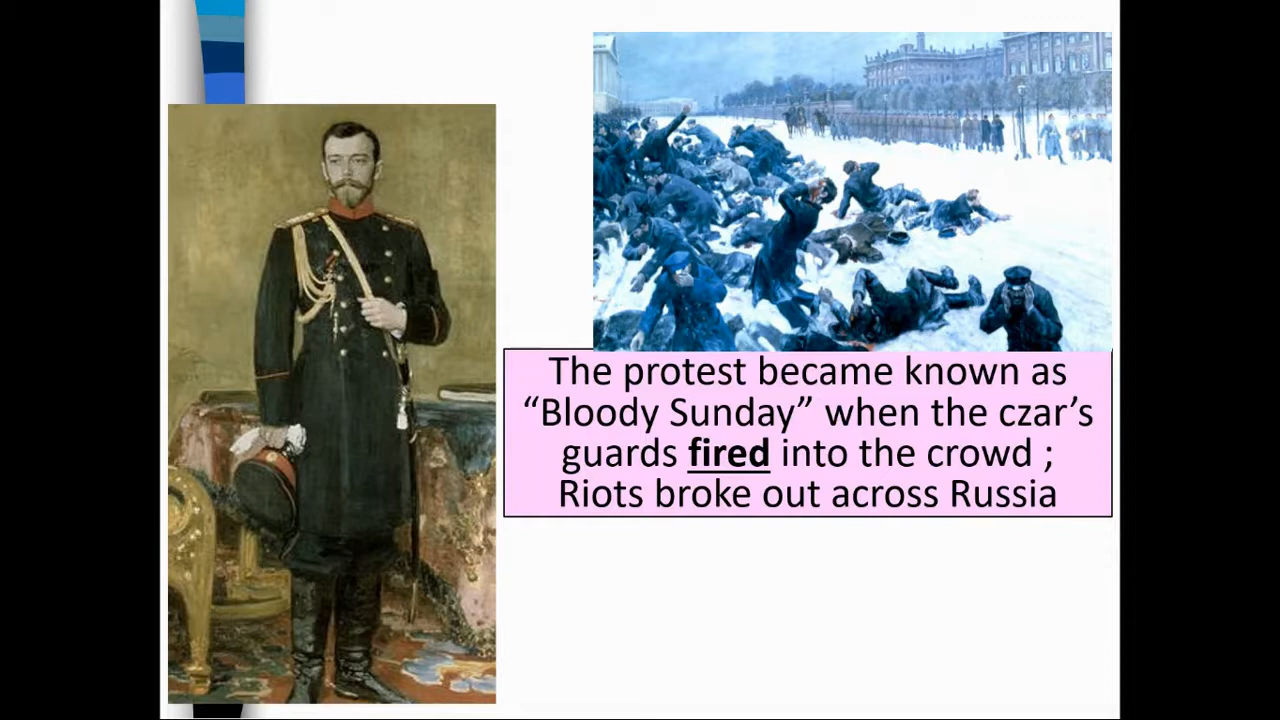 The protest became known as
“Bloody Sunday” when the czar’s
guards fired into the crowd ;
Riots broke out across Russia